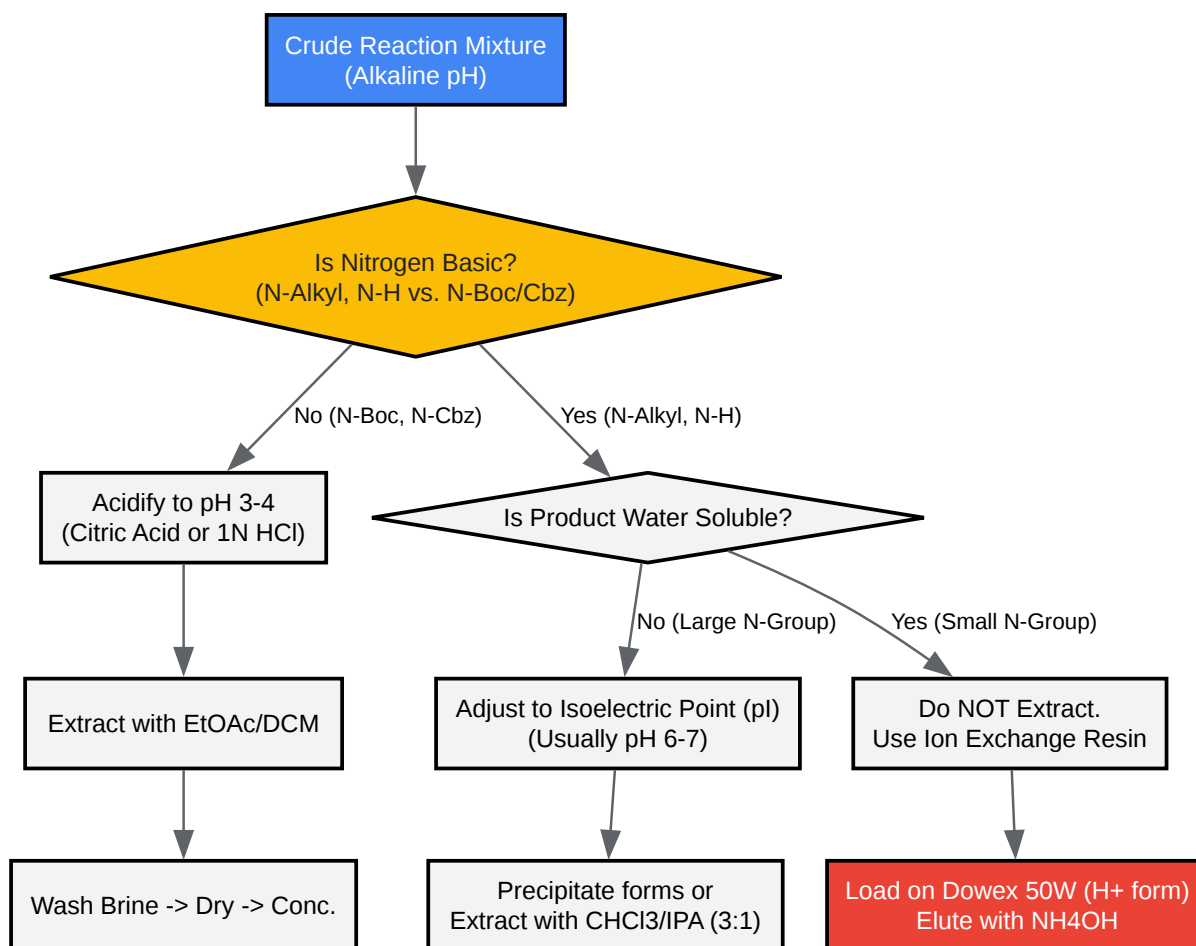 Crude Reaction Mixture
(Alkaline pH)
Is Nitrogen Basic?
(N-Alkyl, N-H vs. N-Boc/Cbz)
No (N-Boc, N-Cbz)
Yes (N-Alkyl, N-H)
Acidify to pH 3-4
(Citric Acid or 1N HCl)
Is Product Water Soluble?
No (Large N-Group)
Yes (Small N-Group)
Extract with EtOAc/DCM
Adjust to Isoelectric Point (pI)
(Usually pH 6-7)
Do NOT Extract.
Use Ion Exchange Resin
Wash Brine -> Dry -> Conc.
Precipitate forms or
Extract with CHCl3/IPA (3:1)
Load on Dowex 50W (H+ form)
Elute with NH4OH